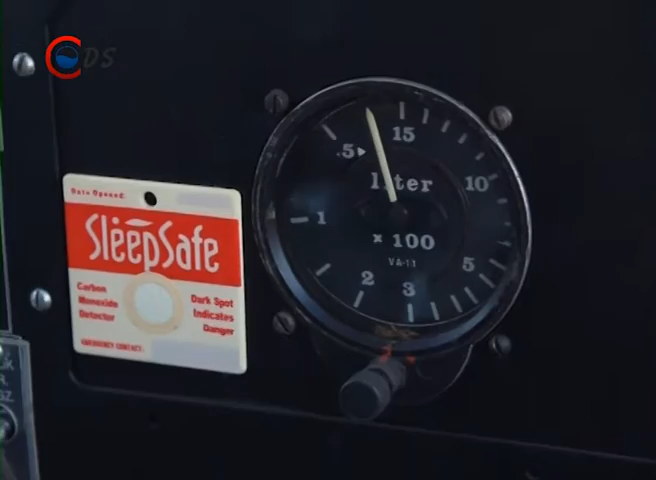 DS
Date Opened:
SleepSafe
Carbon
Monoxide
Detector
Dark Spot
Indicates
Danger
EMERGENCY CONTACT:
15
.5
liter
10
1
x 100
VA-11
2
5
3